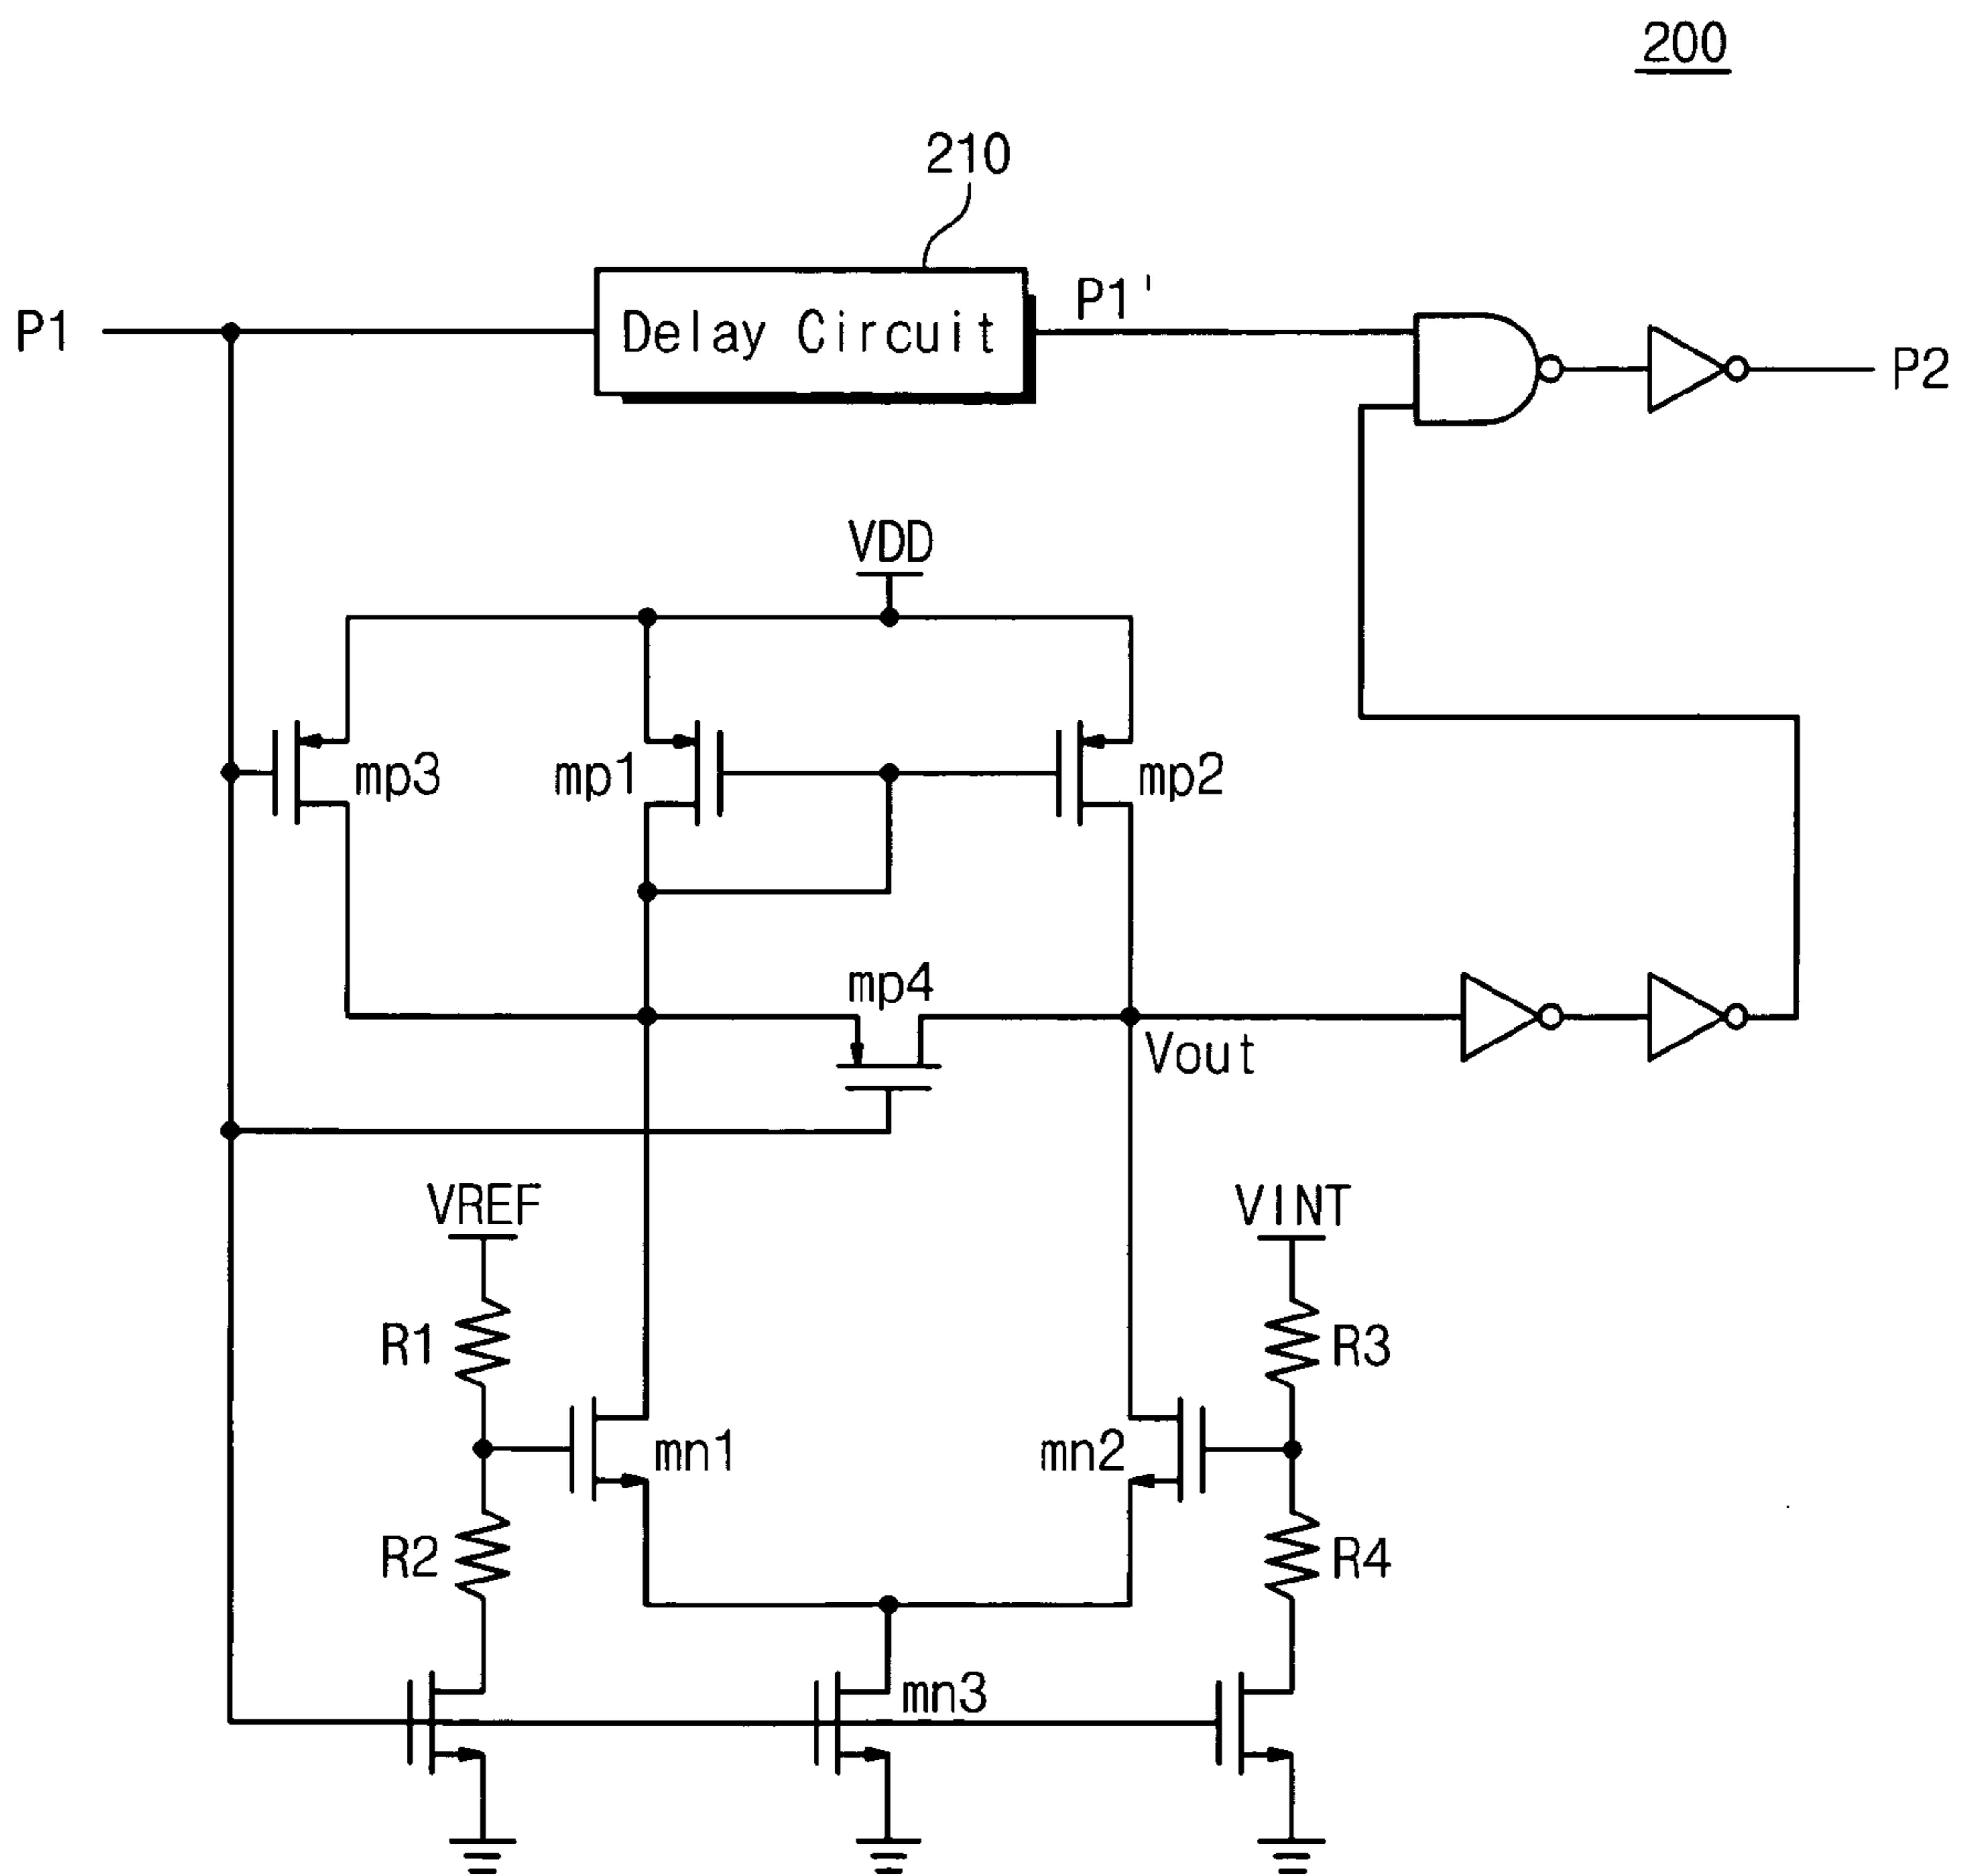 200
210
P1
Delay Circuit
P1'
P2
VDD
mp3
mp1
mp2
mp4
Vout
VREF
VINT
R1
R3
mn1
mn2
R2
R4
mn3